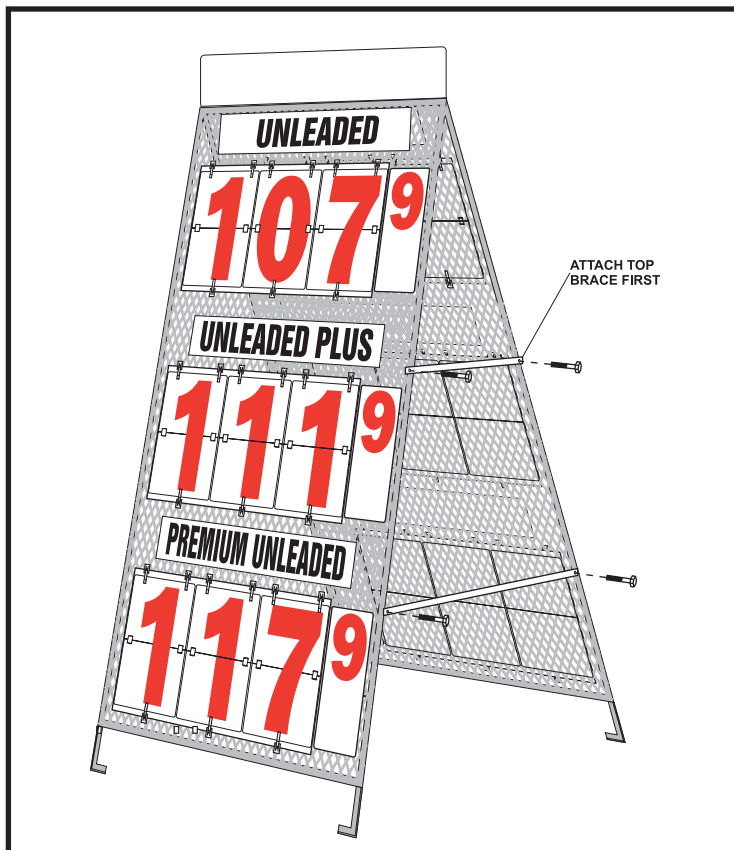 UNLEADED
1079
ATTACH TOP
BRACE FIRST
UNLEADED PLUS
1119
PREMIUM UNLEADED
1179